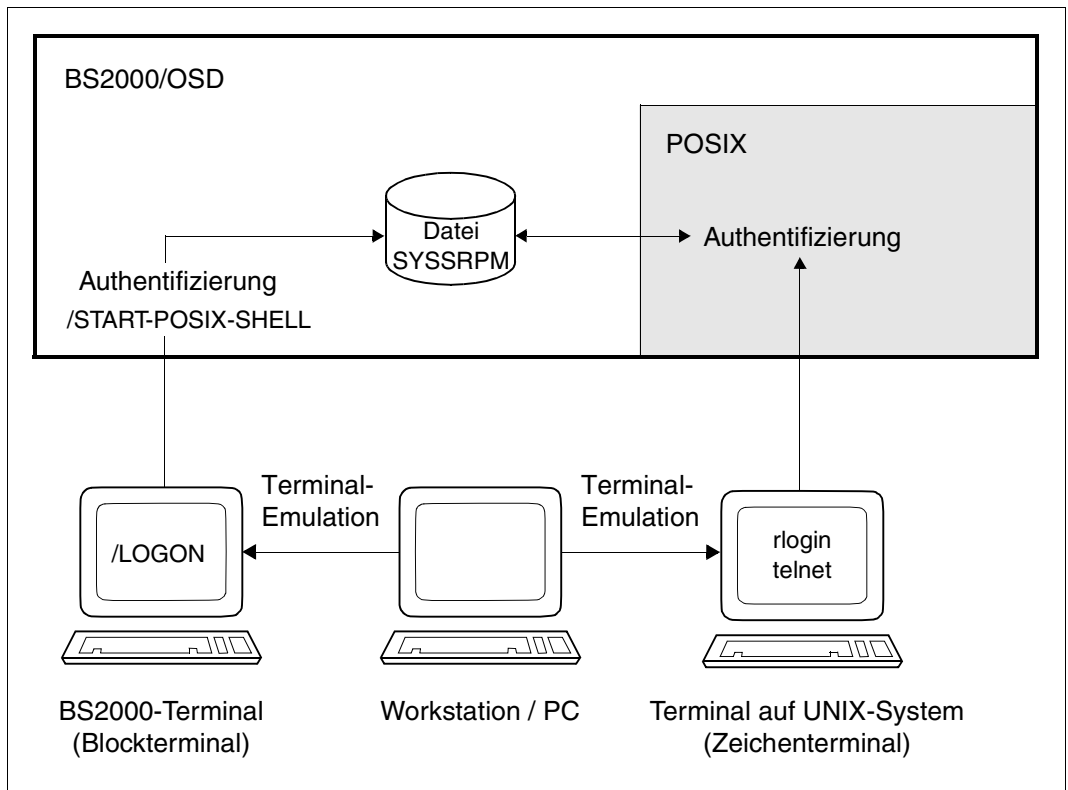 BS2000/OSD
POSIX
Datei
SYSSRPM
Authentifizierung
Authentifizierung
/START-POSIX-SHELL
Terminal-
Emulation
Terminal-
Emulation
/LOGON
rlogin
telnet
BS2000-Terminal
(Blockterminal)
Workstation / PC
Terminal auf UNIX-System
(Zeichenterminal)